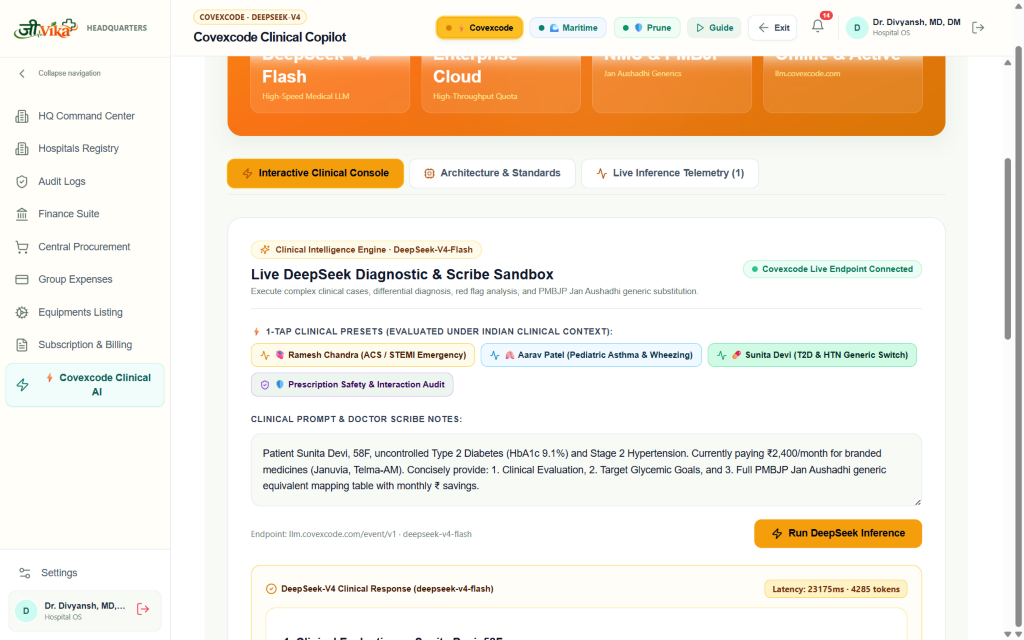 जीVika
HEADQUARTERS
Collapse navigation
HQ Command Center
Hospitals Registry
Audit Logs
Finance Suite
Central Procurement
Group Expenses
Equipments Listing
Subscription & Billing
Covexcode Clinical
AI
Settings
D
Dr. Divyansh, MD,...
Hospital OS
COVEXCODE · DEEPSEEK-V4
Covexcode Clinical Copilot
Covexcode
Maritime
Prune
Guide
Exit
14
D
Dr. Divyansh, MD, DM
Hospital OS
DeepSeek V4
Flash
High-Speed Medical LLM
Enterprise
Cloud
High-Throughput Quota
NMC & PMBJP
Jan Aushadhi Generics
Online & Active
llm.covexcode.com
Interactive Clinical Console
Architecture & Standards
Live Inference Telemetry (1)
Clinical Intelligence Engine · DeepSeek-V4-Flash
Live DeepSeek Diagnostic & Scribe Sandbox
Execute complex clinical cases, differential diagnosis, red flag analysis, and PMBJP Jan Aushadhi generic substitution.
Covexcode Live Endpoint Connected
1-TAP CLINICAL PRESETS (EVALUATED UNDER INDIAN CLINICAL CONTEXT):
Ramesh Chandra (ACS / STEMI Emergency)
Aarav Patel (Pediatric Asthma & Wheezing)
Sunita Devi (T2D & HTN Generic Switch)
Prescription Safety & Interaction Audit
CLINICAL PROMPT & DOCTOR SCRIBE NOTES:
Patient Sunita Devi, 58F, uncontrolled Type 2 Diabetes (HbA1c 9.1%) and Stage 2 Hypertension. Currently paying ₹2,400/month for branded
medicines (Januvia, Telma-AM). Concisely provide: 1. Clinical Evaluation, 2. Target Glycemic Goals, and 3. Full PMBJP Jan Aushadhi generic
equivalent mapping table with monthly ₹ savings.
Endpoint: llm.covexcode.com/event/v1 · deepseek-v4-flash
Run DeepSeek Inference
DeepSeek-V4 Clinical Response (deepseek-v4-flash)
Latency: 23175ms · 4285 tokens